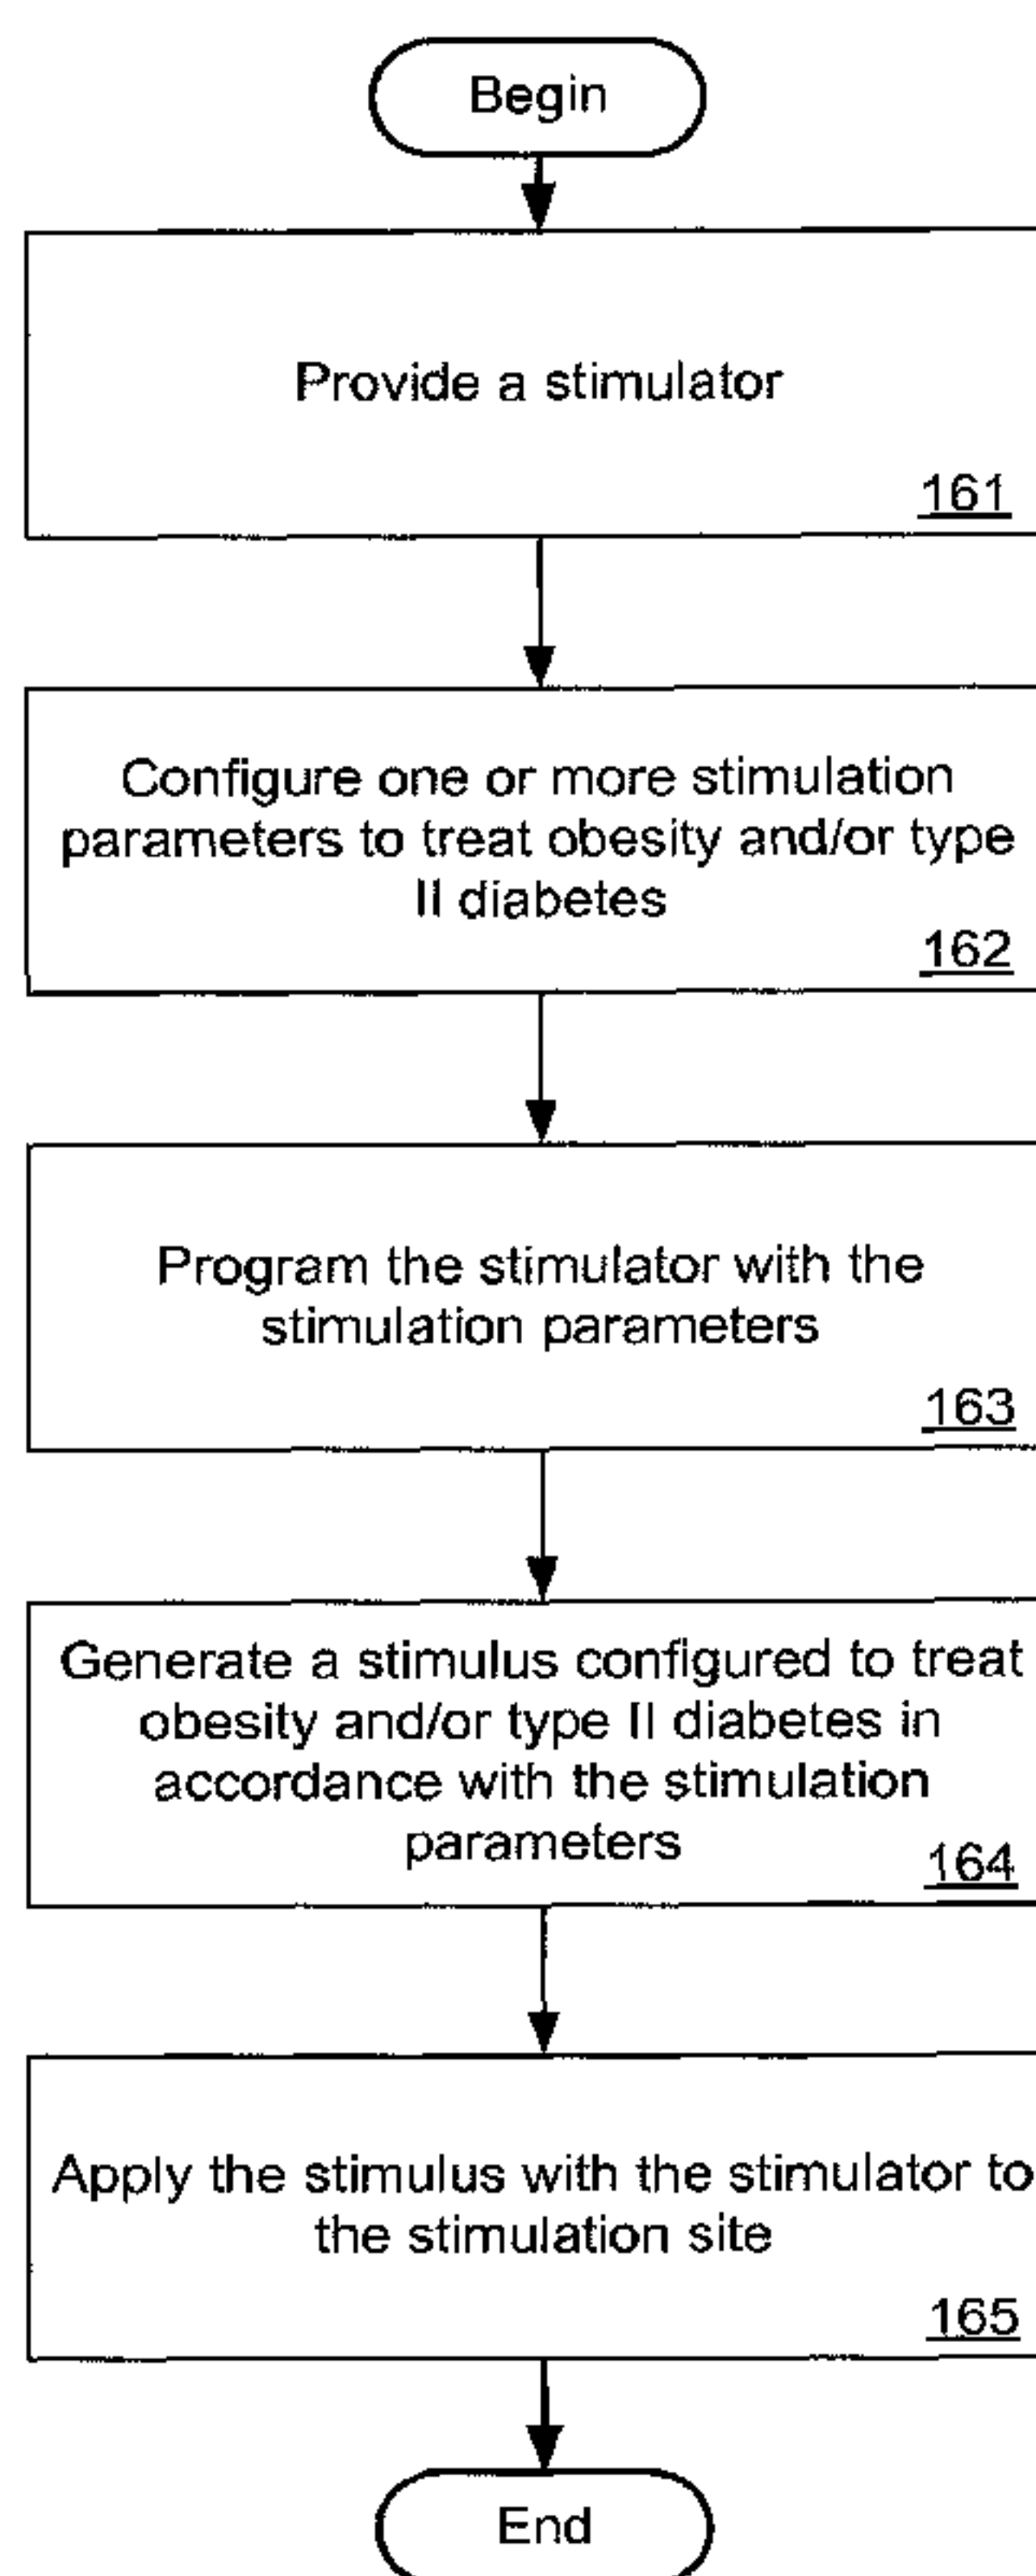 Begin
Provide a stimulator
161
Configure one or more stimulation
parameters to treat obesity and/or type
II diabetes
162
Program the stimulator with the
stimulation parameters
163
Generate a stimulus configured to treat
obesity and/or type II diabetes in
accordance with the stimulation
parameters
164
Apply the stimulus with the stimulator to
the stimulation site
165
End